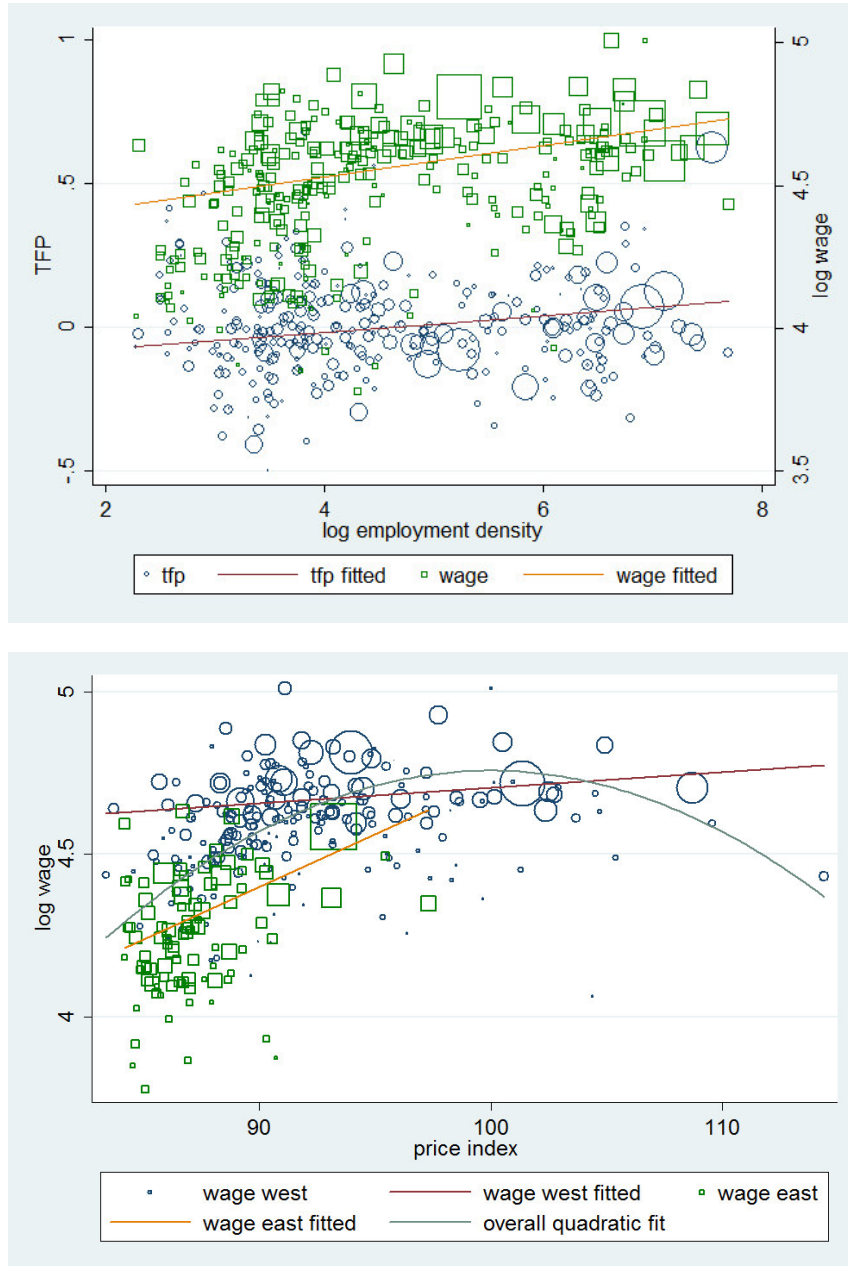 1
.5
0
-.5
TFP
5
4.5
4
3.5
log wage
2 4 6 8
log employment density
tfp tfp fitted wage wage fitted
5
4.5
4
log wage
90 100 110
price index
wage west wage west fitted wage east
wage east fitted overall quadratic fit